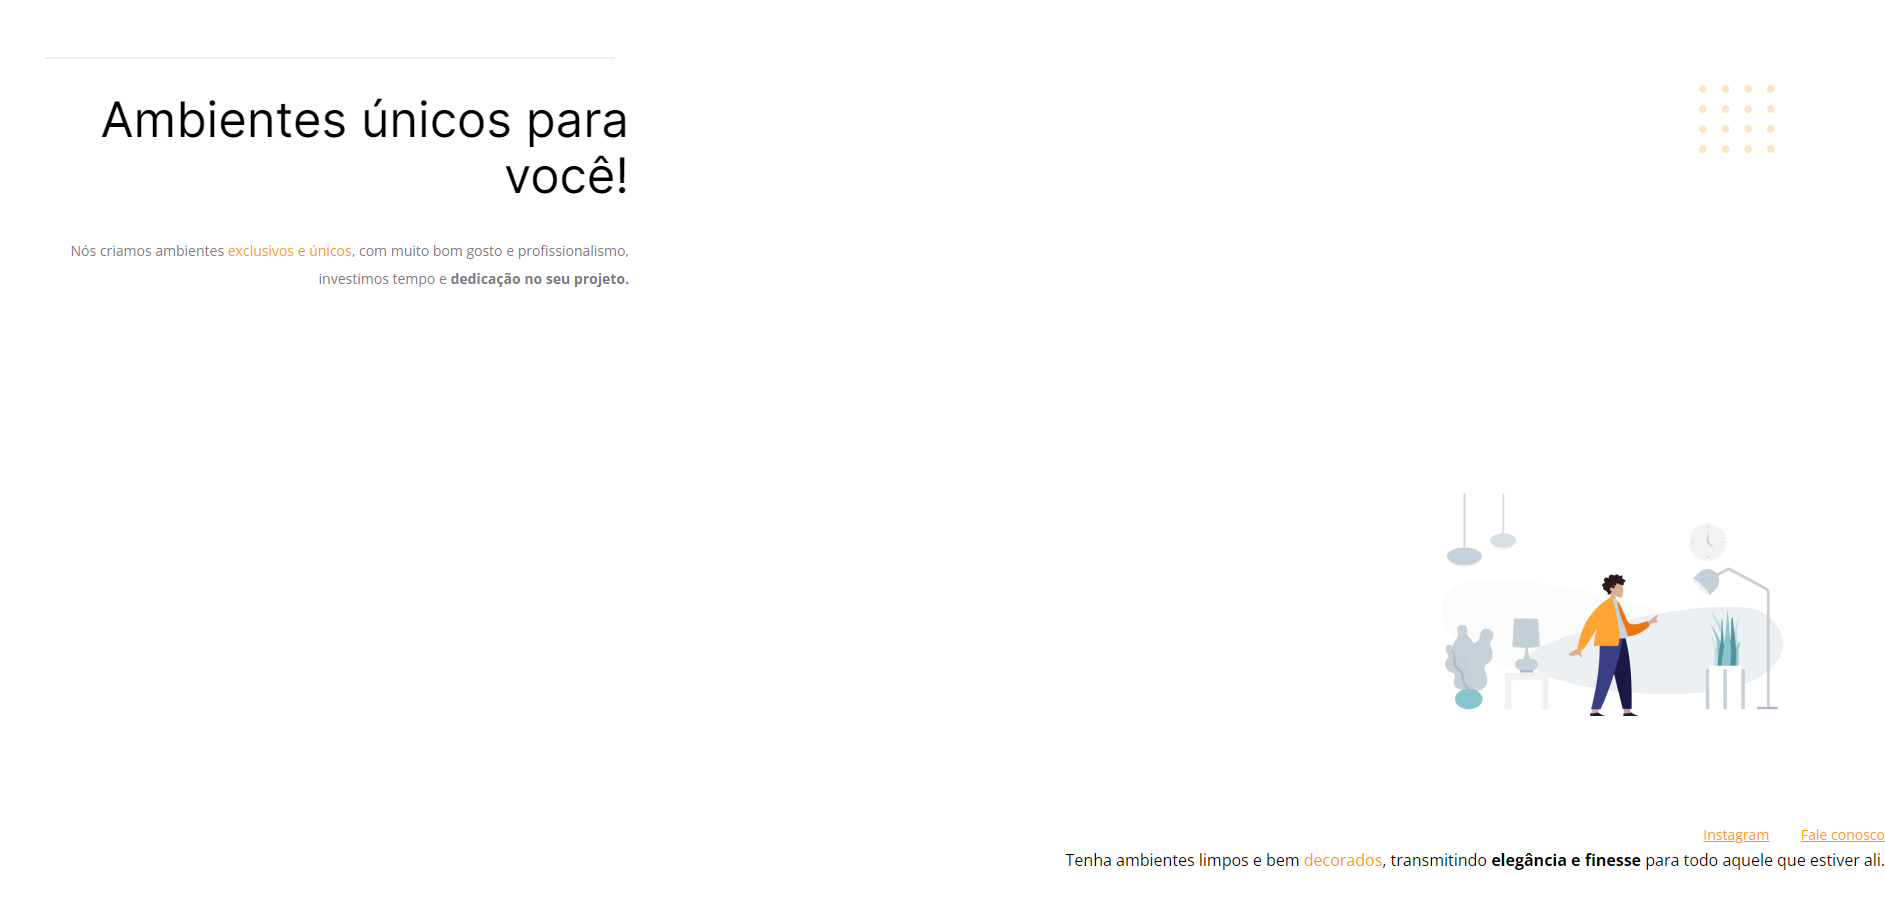 Ambientes únicos para
você!
Nós criamos ambientes exclusivos e únicos, com muito bom gosto e profissionalismo,
investimos tempo e dedicação no seu projeto.
Instagram Fale conosco
Tenha ambientes limpos e bem decorados, transmitindo elegância e finesse para todo aquele que estiver ali.